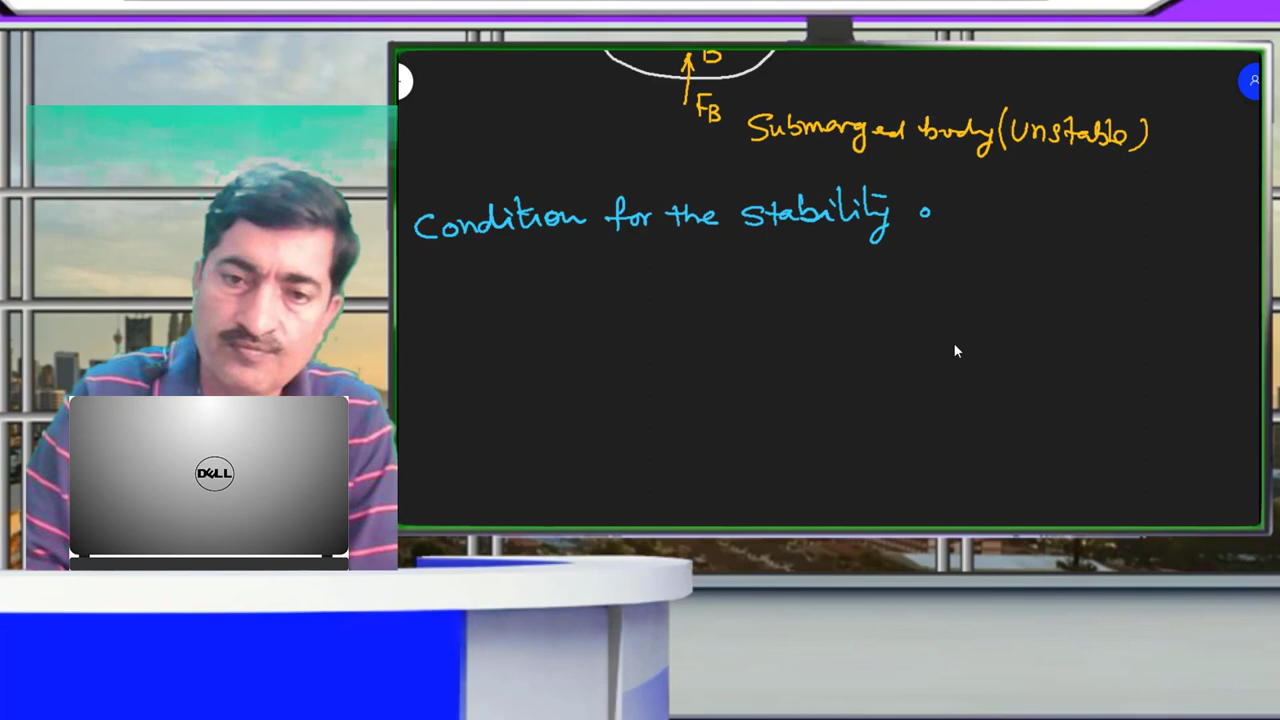 B
FB
Submerged body (Unstable)
Condition for the stability o
DELL